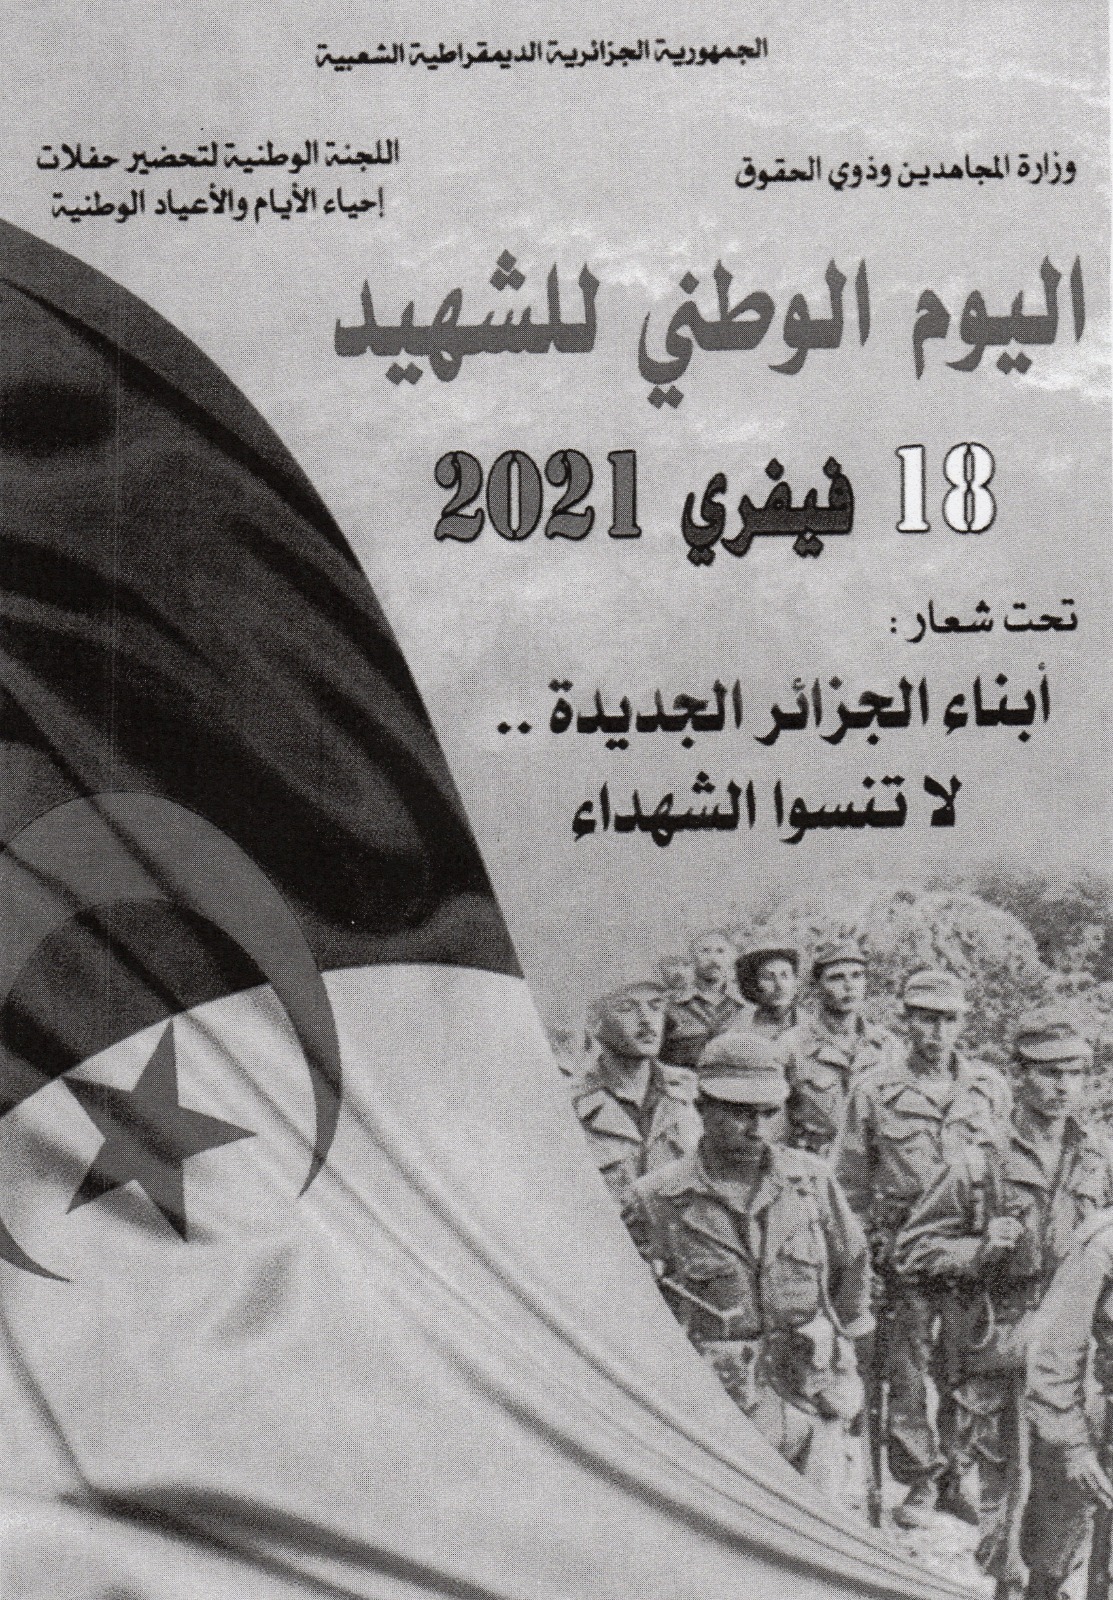 الجمهورية الجزائرية الديمقراطية الشعبية
وزارة المجاهدين وذوي الحقوق
اللجنة الوطنية لتحضير حفلات
إحياء الأيام والأعياد الوطنية
اليوم الوطني للشهيد
18 فيفري 2021
تحت شعار :
أبناء الجزائر الجديدة ..
لا تنسوا الشهداء